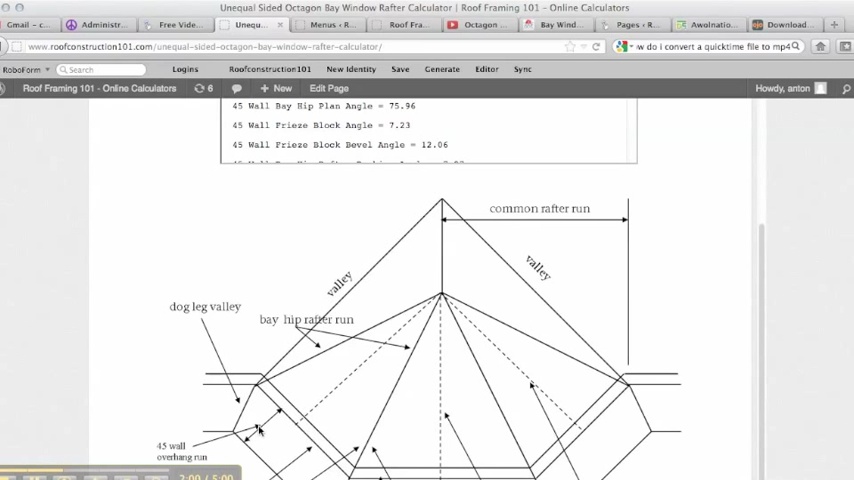 Unequal Sided Octagon Bay Window Rafter Calculator | Roof Framing 101 - Online Calculators
Gmail – c...
Administra...
Free Vide...
Unequ...
Menus ‹ R...
Roof Fra...
Octagon ...
Bay Wind...
Pages ‹ R...
Awolnatio...
Download...
www.roofconstruction101.com/unequal-sided-octagon-bay-window-rafter-calculator/
w do i convert a quicktime file to mp4
RoboForm
Search
Logins
Roofconstruction101
New Identity
Save
Generate
Editor
Sync
Roof Framing 101 - Online Calculators
6
+ New
Edit Page
Howdy, anton
45 Wall Bay Hip Plan Angle = 75.96
45 Wall Frieze Block Angle = 7.23
45 Wall Frieze Block Bevel Angle = 12.06
common rafter run
valley
valley
dog leg valley
bay hip rafter run
45 wall
overhang run
2:00 / 5:00